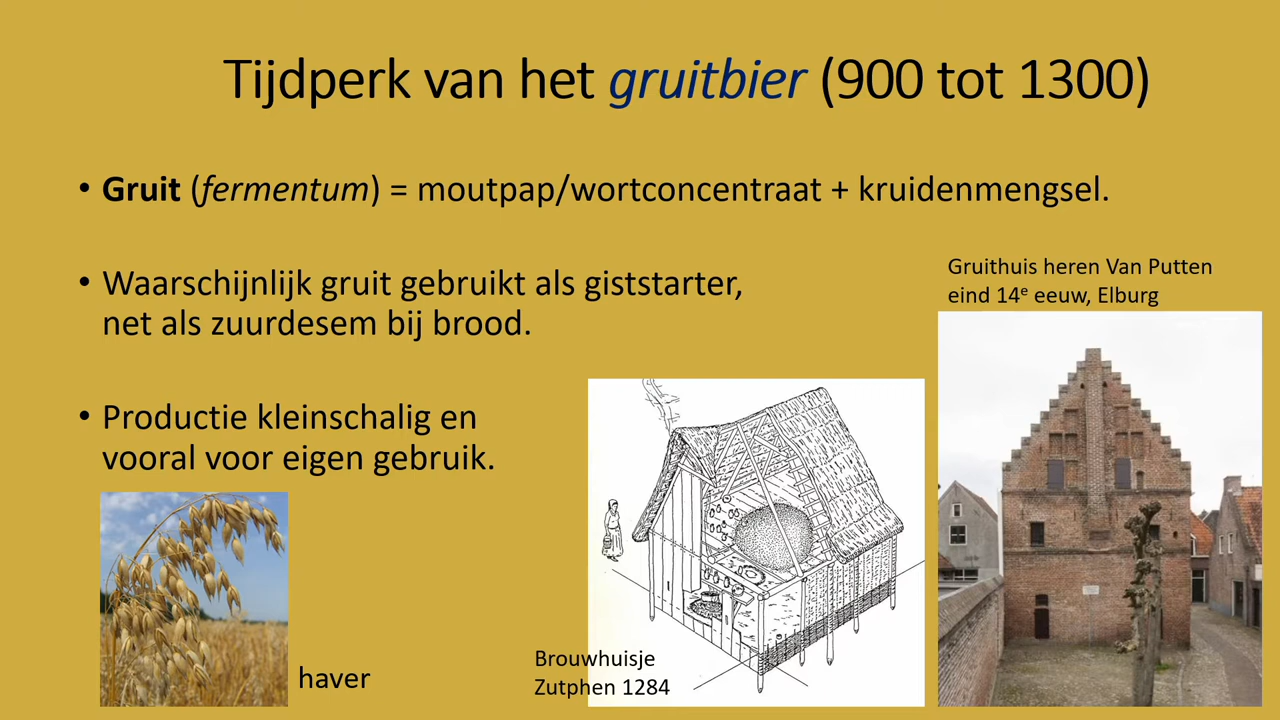 Tijdperk van het gruitbier (900 tot 1300)
• Gruit (fermentum) = moutpap/wortconcentraat + kruidenmengsel.
• Waarschijnlijk gruit gebruikt als giststarter,
net als zuurdesem bij brood.
• Productie kleinschalig en
vooral voor eigen gebruik.
Gruithuis heren Van Putten
eind 14e eeuw, Elburg
haver
Brouwhuisje
Zutphen 1284